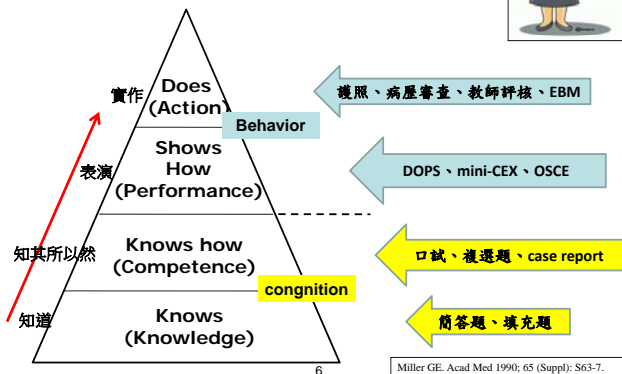 Does
(Action)
實作
護照、病歷審查、教師評核、EBM
Behavior
Shows
How
(Performance)
表演
DOPS、mini-CEX、OSCE
知其所以然
Knows how
(Competence)
口試、複選題、case report
congnition
知道
Knows
(Knowledge)
簡答題、填充題
6
Miller GE. Acad Med 1990; 65 (Suppl): S63-7.